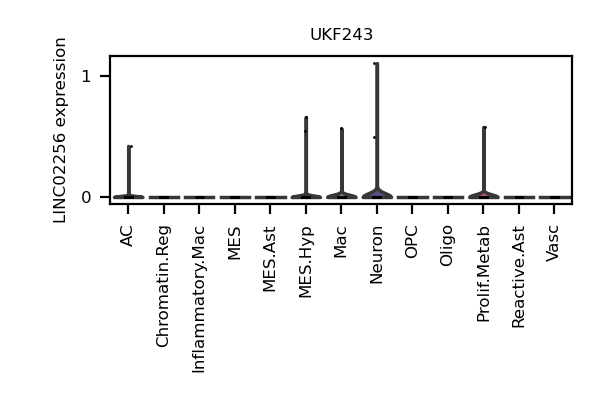 UKF243
LINC02256 expression
1
0
AC
Chromatin.Reg
Inflammatory.Mac
MES
MES.Ast
MES.Hyp
Mac
Neuron
OPC
Oligo
Prolif.Metab
Reactive.Ast
Vasc